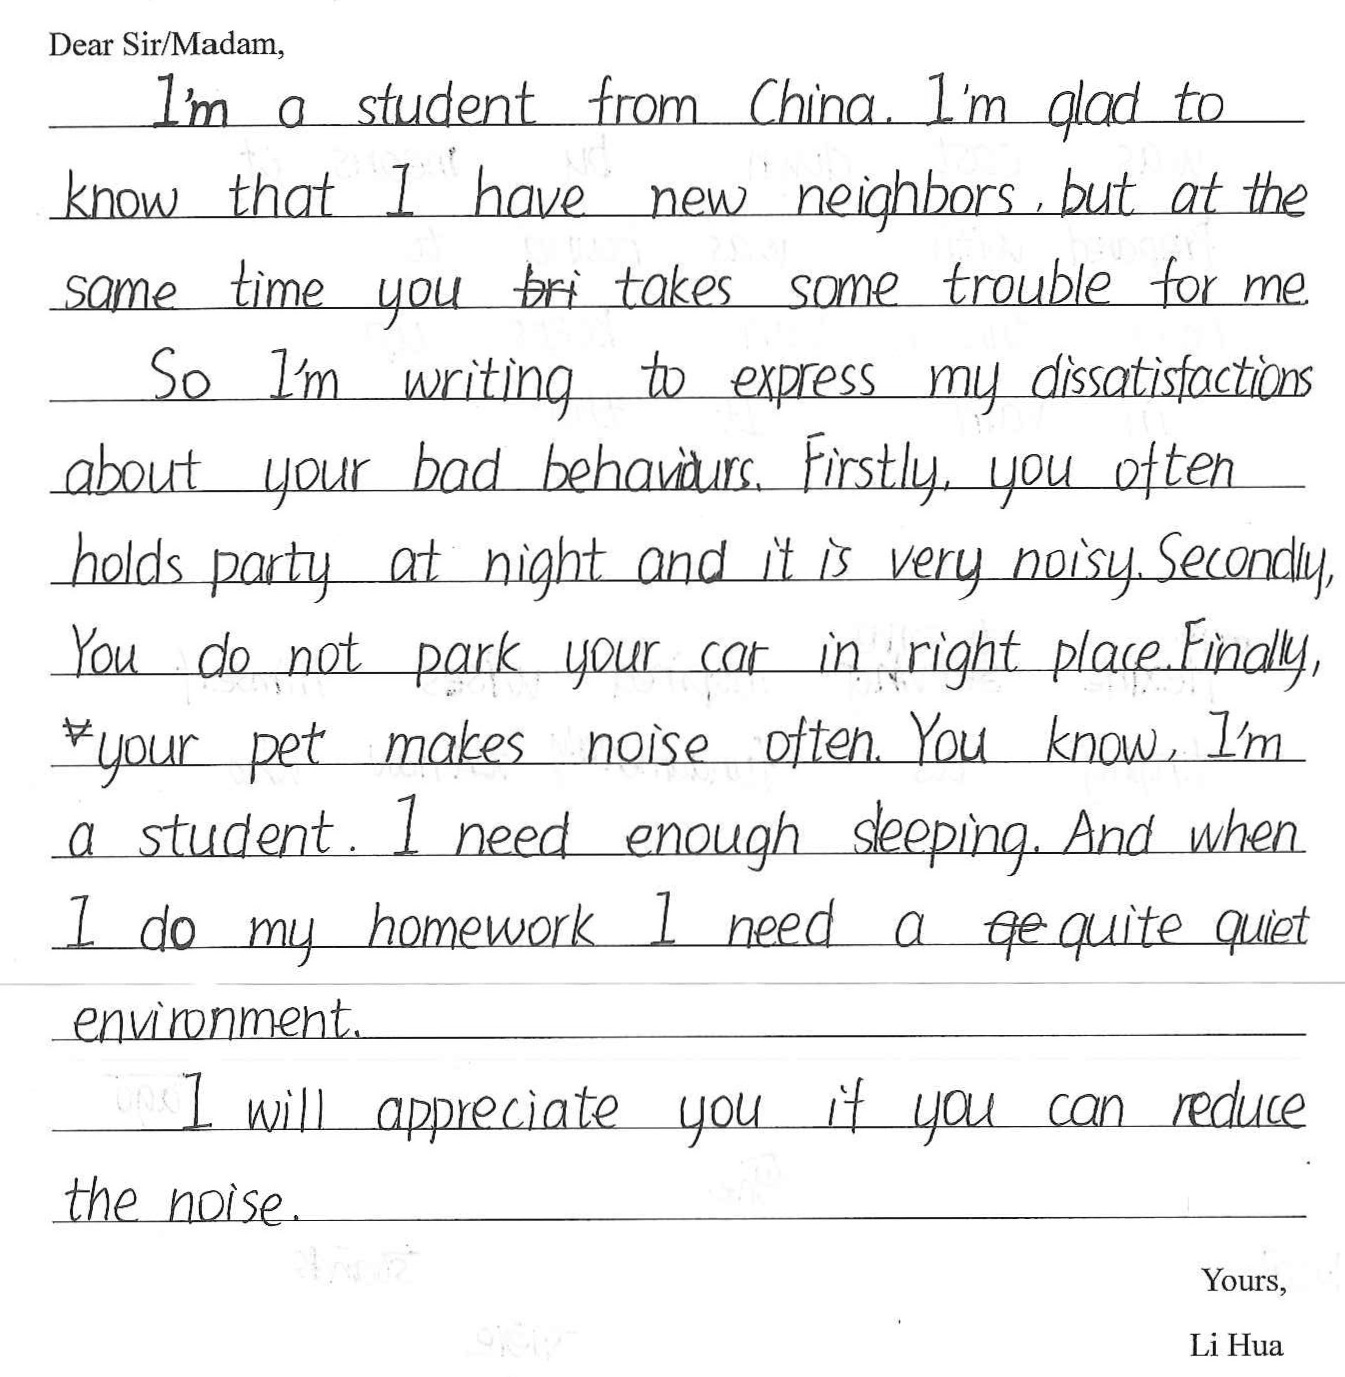 Dear Sir/Madam,
I'm a student from China. I'm glad to
know that I have new neighbors, but at the
same time you bri takes some trouble for me.
So I'm writing to express my dissatisfactions
about your bad behaviours. Firstly, you often
holds party at night and it is very noisy. Secondly,
You do not park your car in right place. Finally,
your pet makes noise often. You know, I'm
a student. I need enough sleeping. And when
I do my homework I need a qe quite quiet
environment.
I will appreciate you if you can reduce
the noise.
Yours,
Li Hua